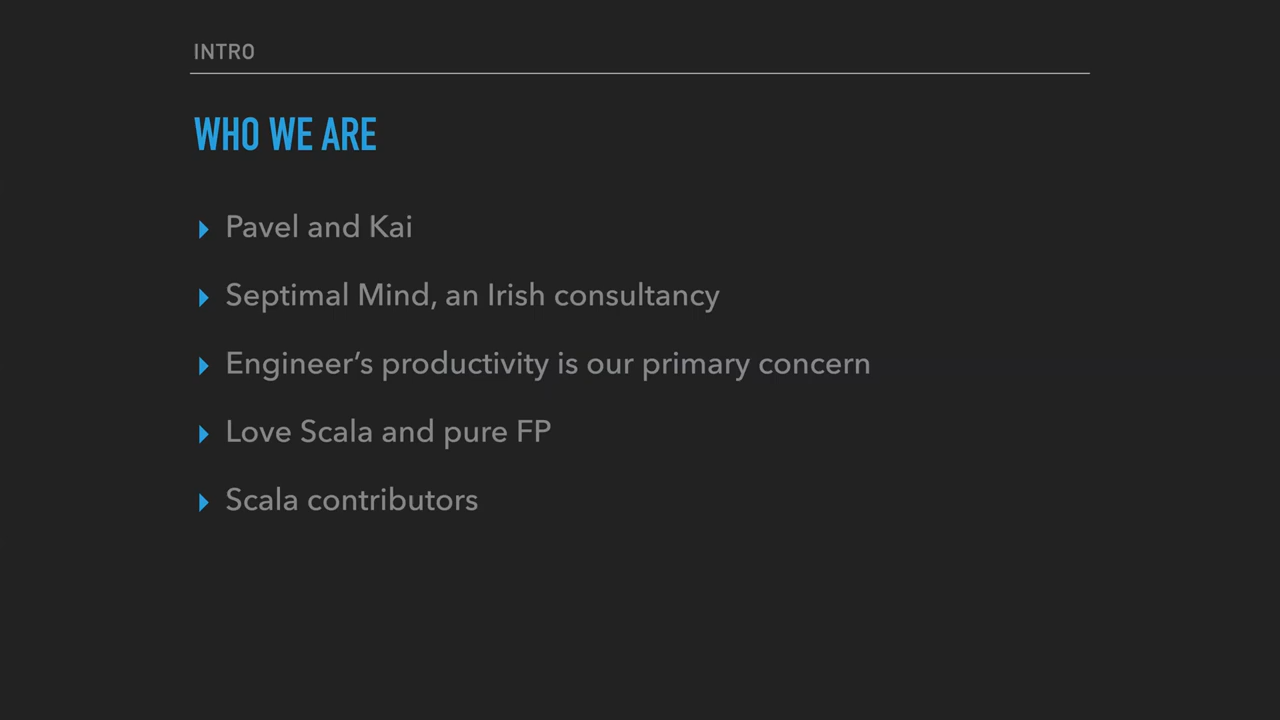 INTRO
WHO WE ARE
Pavel and Kai
Septimal Mind, an Irish consultancy
Engineer’s productivity is our primary concern
Love Scala and pure FP
Scala contributors